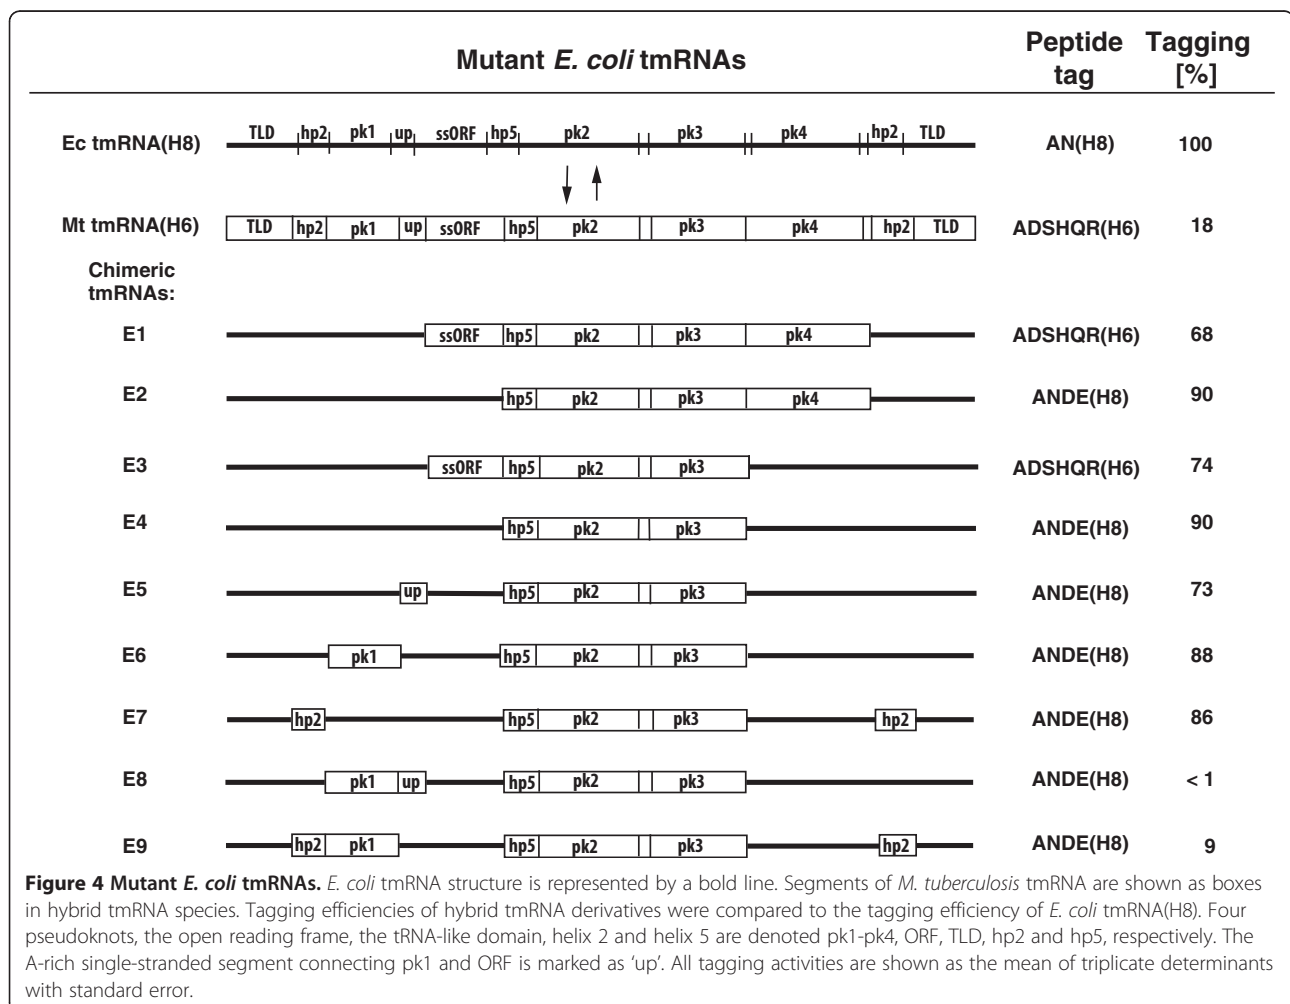 Mutant E. coli tmRNAs
Peptide tag
Tagging [%]
Ec tmRNA(H8) TLD hp2 pk1 up ssORF hp5 pk2 pk3 pk4 hp2 TLD AN(H8) 100
Mt tmRNA(H6) TLD hp2 pk1 up ssORF hp5 pk2 pk3 pk4 hp2 TLD ADSHQR(H6) 18
Chimeric
tmRNAs:
E1 ssORF hp5 pk2 pk3 pk4 ADSHQR(H6) 68
E2 hp5 pk2 pk3 pk4 ANDE(H8) 90
E3 ssORF hp5 pk2 pk3 ADSHQR(H6) 74
E4 hp5 pk2 pk3 ANDE(H8) 90
E5 up hp5 pk2 pk3 ANDE(H8) 73
E6 pk1 hp5 pk2 pk3 ANDE(H8) 88
E7 hp2 hp5 pk2 pk3 hp2 ANDE(H8) 86
E8 pk1 up hp5 pk2 pk3 ANDE(H8) < 1
E9 hp2 pk1 hp5 pk2 pk3 hp2 ANDE(H8) 9
Figure 4 Mutant E. coli tmRNAs. E. coli tmRNA structure is represented by a bold line. Segments of M. tuberculosis tmRNA are shown as boxes
in hybrid tmRNA species. Tagging efficiencies of hybrid tmRNA derivatives were compared to the tagging efficiency of E. coli tmRNA(H8). Four
pseudoknots, the open reading frame, the tRNA-like domain, helix 2 and helix 5 are denoted pk1-pk4, ORF, TLD, hp2 and hp5, respectively. The
A-rich single-stranded segment connecting pk1 and ORF is marked as ‘up’. All tagging activities are shown as the mean of triplicate determinants
with standard error.